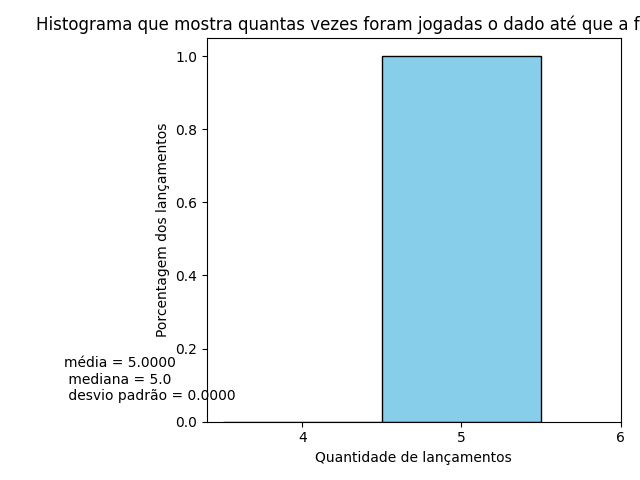 Histograma que mostra quantas vezes foram jogadas o dado até que a f
1.0
0.8
0.6
0.4
0.2
0.0
Porcentagem dos lançamentos
média = 5.0000
mediana = 5.0
desvio padrão = 0.0000
4 5 6
Quantidade de lançamentos